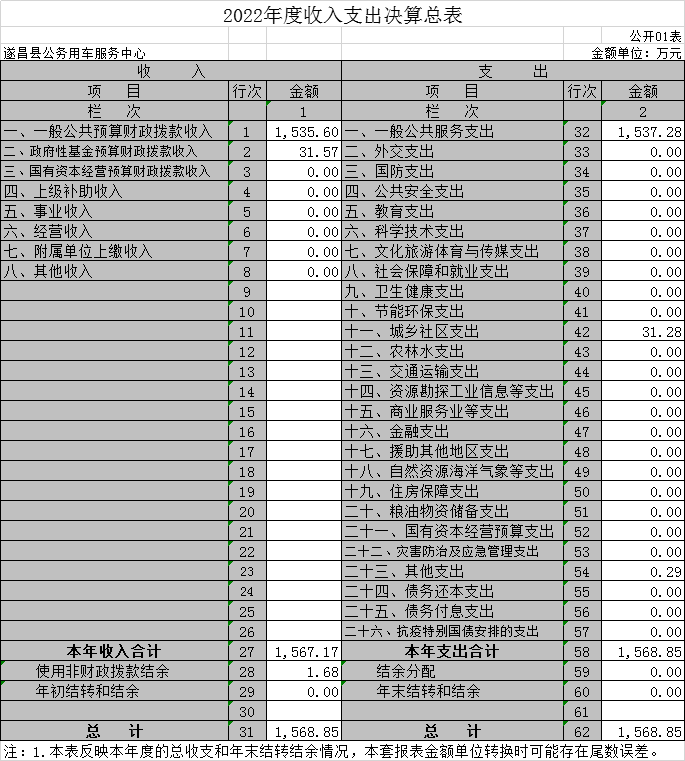 2022年度收入支出决算总表
公开01表
遂昌县公务用车服务中心 金额单位：万元
收 入 支 出
项 目 行次 金额 项 目 行次 金额
栏 次 1 栏 次 2
一、一般公共预算财政拨款收入 1 1,535.60 一、一般公共服务支出 32 1,537.28
二、政府性基金预算财政拨款收入 2 31.57 二、外交支出 33 0.00
三、国有资本经营预算财政拨款收入 3 0.00 三、国防支出 34 0.00
四、上级补助收入 4 0.00 四、公共安全支出 35 0.00
五、事业收入 5 0.00 五、教育支出 36 0.00
六、经营收入 6 0.00 六、科学技术支出 37 0.00
七、附属单位上缴收入 7 0.00 七、文化旅游体育与传媒支出 38 0.00
八、其他收入 8 0.00 八、社会保障和就业支出 39 0.00
9 九、卫生健康支出 40 0.00
10 十、节能环保支出 41 0.00
11 十一、城乡社区支出 42 31.28
12 十二、农林水支出 43 0.00
13 十三、交通运输支出 44 0.00
14 十四、资源勘探工业信息等支出 45 0.00
15 十五、商业服务业等支出 46 0.00
16 十六、金融支出 47 0.00
17 十七、援助其他地区支出 48 0.00
18 十八、自然资源海洋气象等支出 49 0.00
19 十九、住房保障支出 50 0.00
20 二十、粮油物资储备支出 51 0.00
21 二十一、国有资本经营预算支出 52 0.00
22 二十二、灾害防治及应急管理支出 53 0.00
23 二十三、其他支出 54 0.29
24 二十四、债务还本支出 55 0.00
25 二十五、债务付息支出 56 0.00
26 二十六、抗疫特别国债安排的支出 57 0.00
本年收入合计 27 1,567.17 本年支出合计 58 1,568.85
使用非财政拨款结余 28 1.68 结余分配 59 0.00
年初结转和结余 29 0.00 年末结转和结余 60 0.00
30 61
总 计 31 1,568.85 总 计 62 1,568.85
注：1.本表反映本年度的总收支和年末结转结余情况，本套报表金额单位转换时可能存在尾数误差。